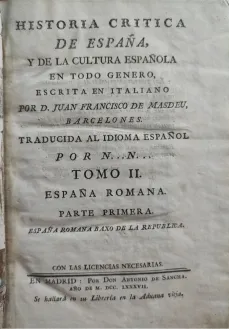 HISTORIA CRITICA
DE ESPAÑA,
Y DE LA CULTURA ESPAÑOLA
EN TODO GENERO,
ESCRITA EN ITALIANO
POR D. JUAN FRANCISCO DE MASDEU,
BARCELONES.
TRADUCIDA AL IDIOMA ESPAÑOL
POR N...N...
TOMO II.
ESPAÑA ROMANA.
PARTE PRIMERA.
ESPAÑA ROMANA BAXO DE LA REPUBLICA.
CON LAS LICENCIAS NECESARIAS.
EN MADRID: POR DON ANTONIO DE SANCHA.
AÑO DE M. DCC. LXXXVII.
Se hallará en su Librería en la Aduana